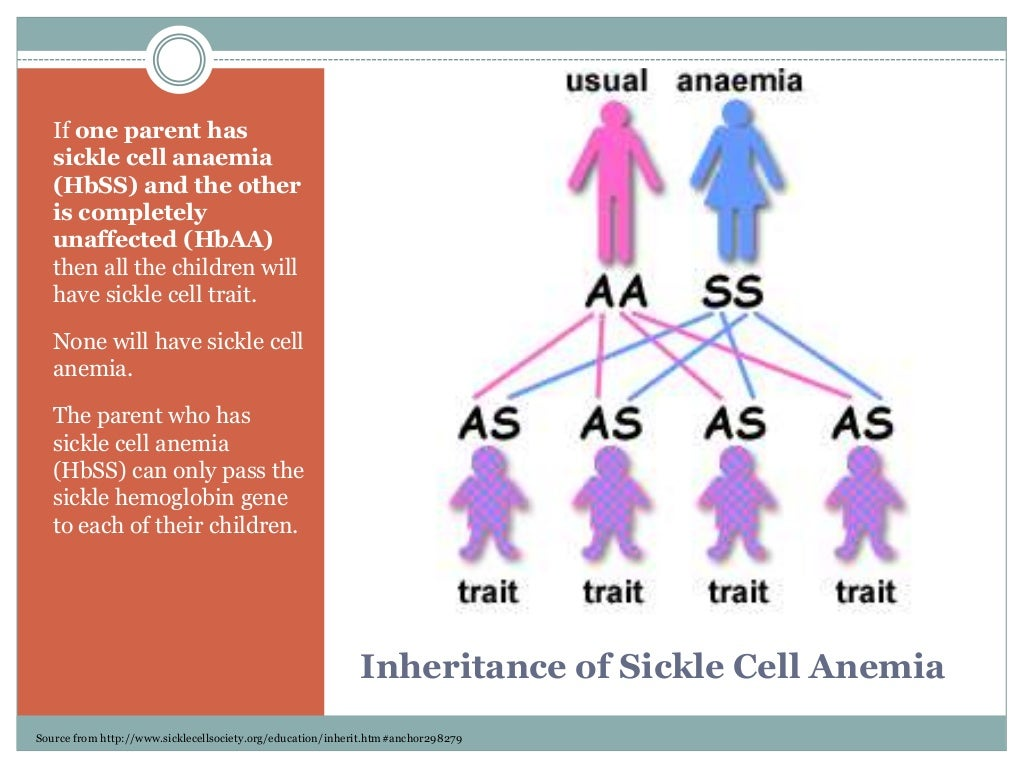 If one parent has
sickle cell anaemia
(HbSS) and the other
is completely
unaffected (HbAA)
then all the children will
have sickle cell trait.
None will have sickle cell
anemia.
The parent who has
sickle cell anemia
(HbSS) can only pass the
sickle hemoglobin gene
to each of their children.
usual anaemia
AA SS
AS AS AS AS
trait trait trait trait
Inheritance of Sickle Cell Anemia
Source from http://www.sicklecellsociety.org/education/inherit.htm#anchor298279